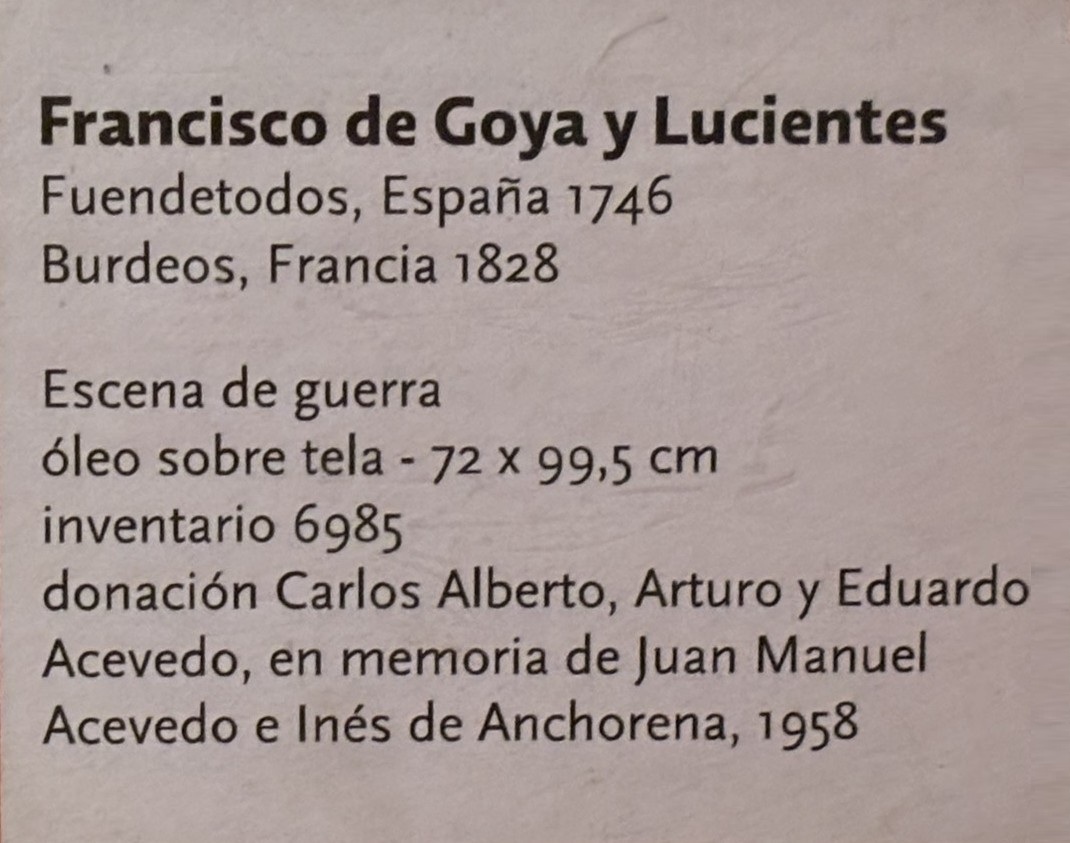 Francisco de Goya y Lucientes
Fuendetodos, España 1746
Burdeos, Francia 1828
Escena de guerra
óleo sobre tela - 72 x 99,5 cm
inventario 6985
donación Carlos Alberto, Arturo y Eduardo
Acevedo, en memoria de Juan Manuel
Acevedo e Inés de Anchorena, 1958